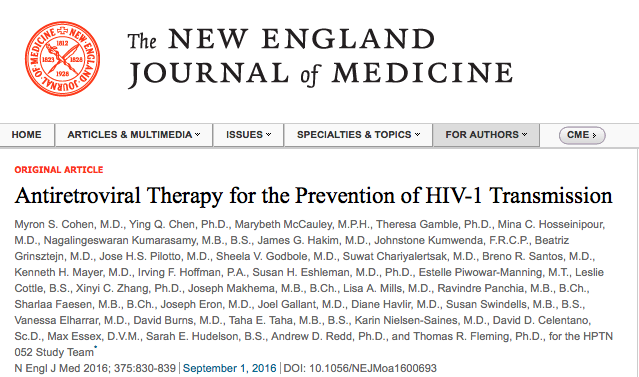 The NEW ENGLAND
JOURNAL of MEDICINE
JOURNAL OF MEDICINE NEW ENGLAND
1812
1823 1828
1928
HOME ARTICLES & MULTIMEDIA ISSUES SPECIALTIES & TOPICS FOR AUTHORS CME
ORIGINAL ARTICLE
Antiretroviral Therapy for the Prevention of HIV-1 Transmission
Myron S. Cohen, M.D., Ying Q. Chen, Ph.D., Marybeth McCauley, M.P.H., Theresa Gamble, Ph.D., Mina C. Hosseinipour,
M.D., Nagalingeswaran Kumarasamy, M.B., B.S., James G. Hakim, M.D., Johnstone Kumwenda, F.R.C.P., Beatriz
Grinsztejn, M.D., Jose H.S. Pilotto, M.D., Sheela V. Godbole, M.D., Suwat Chariyalertsak, M.D., Breno R. Santos, M.D.,
Kenneth H. Mayer, M.D., Irving F. Hoffman, P.A., Susan H. Eshleman, M.D., Ph.D., Estelle Piwowar-Manning, M.T., Leslie
Cottle, B.S., Xinyi C. Zhang, Ph.D., Joseph Makhema, M.B., B.Ch., Lisa A. Mills, M.D., Ravindre Panchia, M.B., B.Ch.,
Sharlaa Faesen, M.B., B.Ch., Joseph Eron, M.D., Joel Gallant, M.D., Diane Havlir, M.D., Susan Swindells, M.B., B.S.,
Vanessa Elharrar, M.D., David Burns, M.D., Taha E. Taha, M.B., B.S., Karin Nielsen-Saines, M.D., David D. Celentano,
Sc.D., Max Essex, D.V.M., Sarah E. Hudelson, B.S., Andrew D. Redd, Ph.D., and Thomas R. Fleming, Ph.D., for the HPTN
052 Study Team*
N Engl J Med 2016; 375:830-839 | September 1, 2016 | DOI: 10.1056/NEJMoa1600693